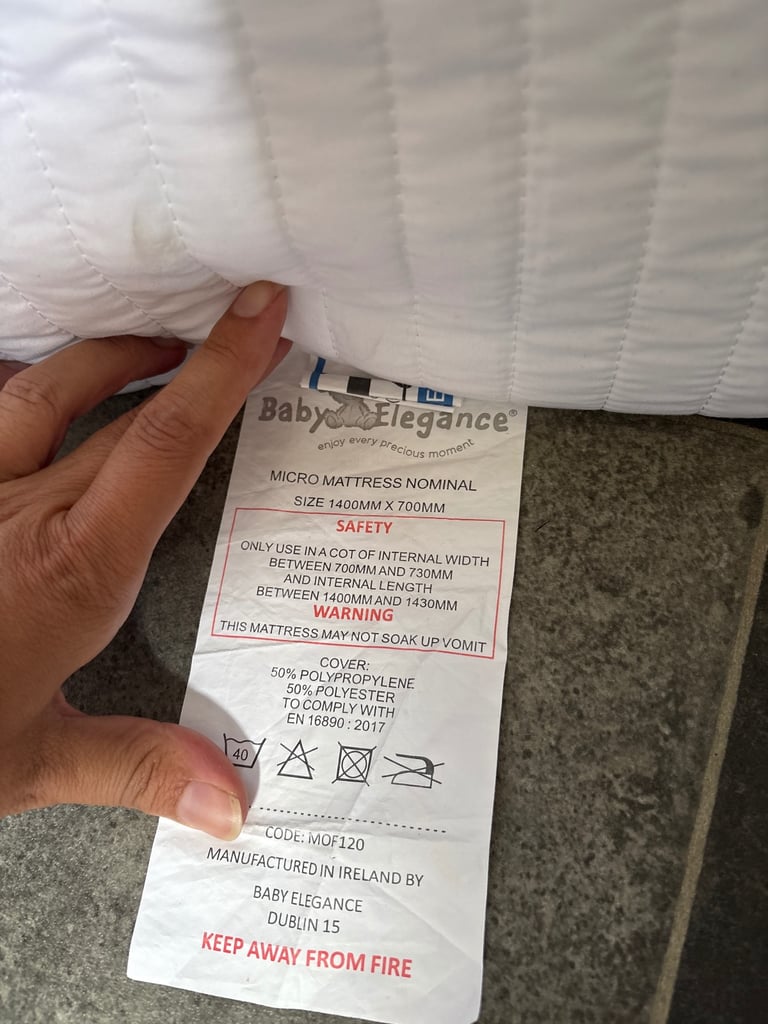 Baby Elegance®
enjoy every precious moment
MICRO MATTRESS NOMINAL
SIZE 1400MM X 700MM
SAFETY
ONLY USE IN A COT OF INTERNAL WIDTH
BETWEEN 700MM AND 730MM
AND INTERNAL LENGTH
BETWEEN 1400MM AND 1430MM
WARNING
THIS MATTRESS MAY NOT SOAK UP VOMIT
COVER:
50% POLYPROPYLENE
50% POLYESTER
TO COMPLY WITH
EN 16890 : 2017
40
CODE: MOF120
MANUFACTURED IN IRELAND BY
BABY ELEGANCE
DUBLIN 15
KEEP AWAY FROM FIRE